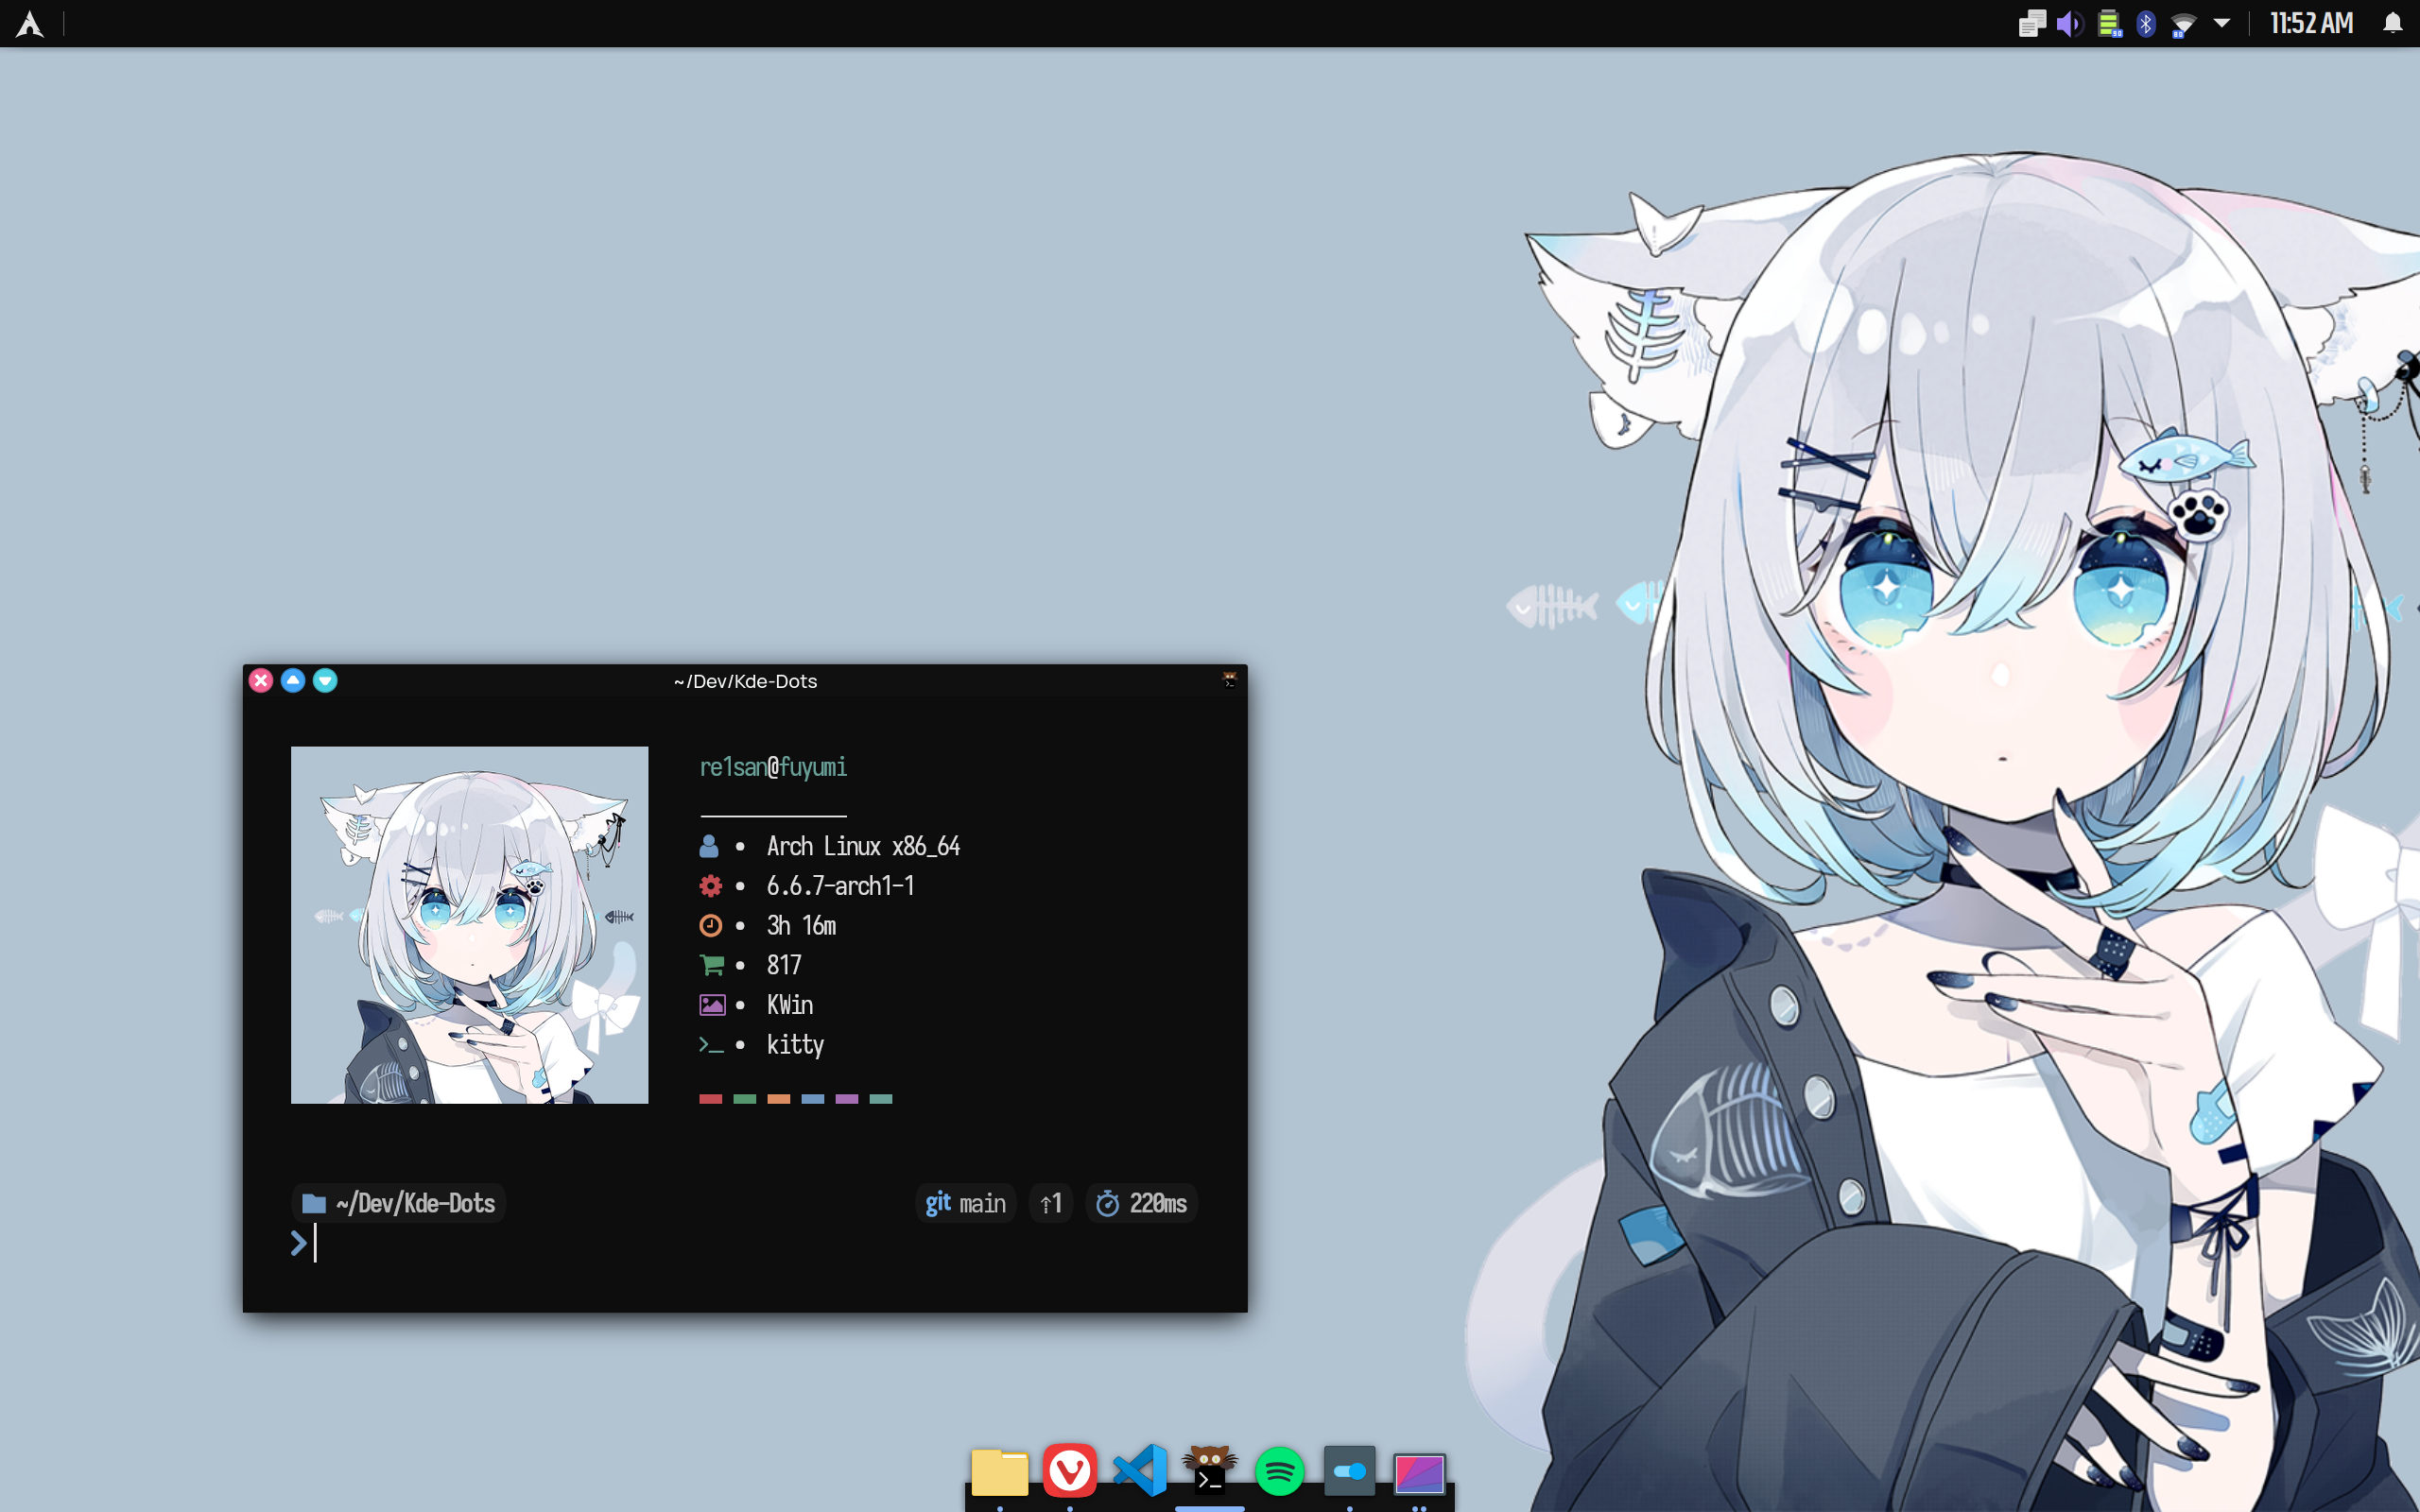 11:52 AM
~/Dev/Kde-Dots
re1san@fuyumi
• Arch Linux x86_64
• 6.6.7-arch1-1
• 3h 16m
• 817
• KWin
• kitty
~/Dev/Kde-Dots git main ⇡1 220ms
❯